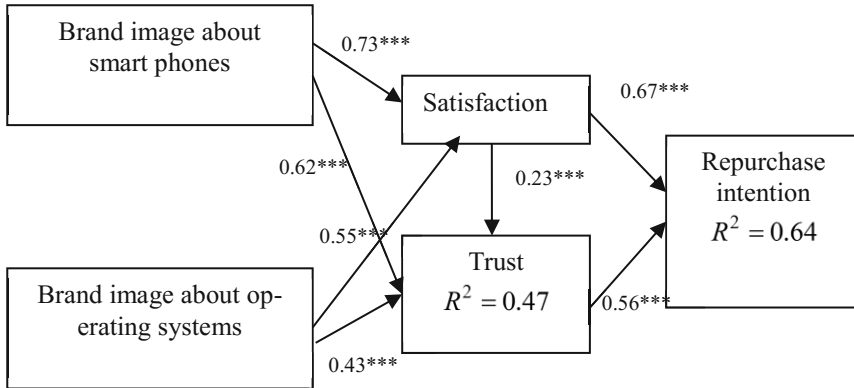 Brand image about
smart phones
0.73***
Satisfaction
0.67***
Repurchase
intention
R² = 0.64
0.62***
0.23***
0.55***
Trust
R² = 0.47
Brand image about op-
erating systems
0.56***
0.43***